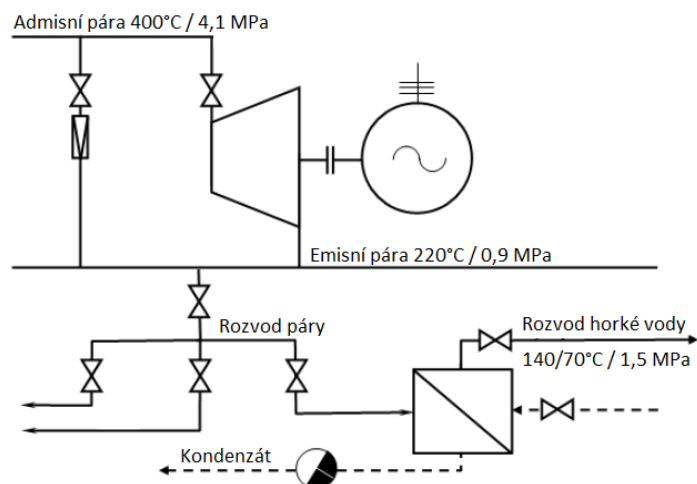 Admisní pára 400°C / 4,1 MPa
Emisní pára 220°C / 0,9 MPa
Rozvod páry
Rozvod horké vody
140/70°C / 1,5 MPa
Kondenzát